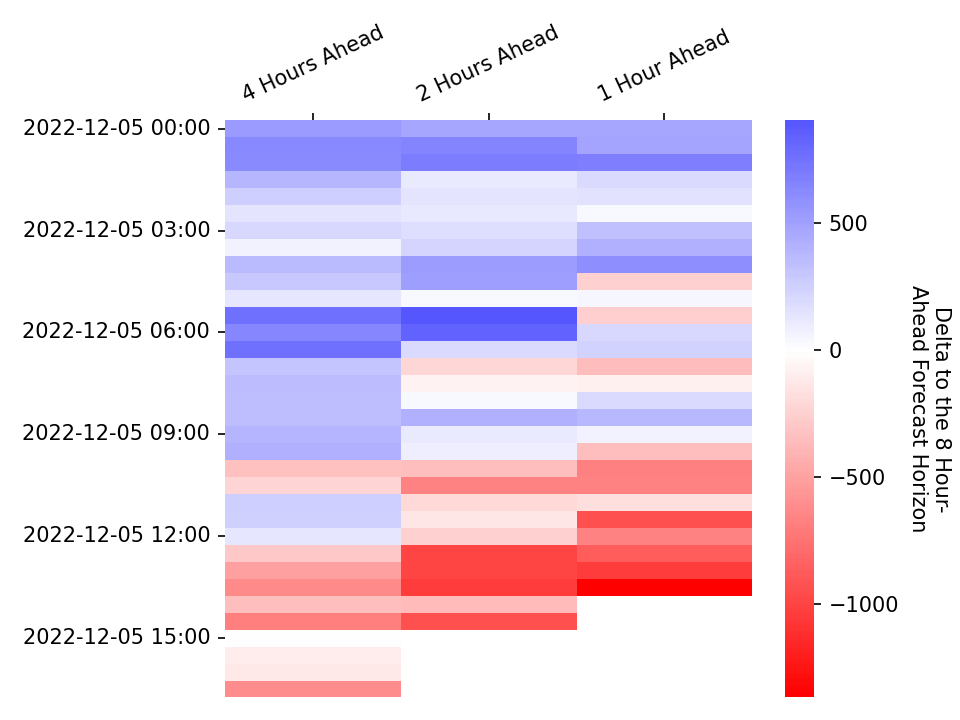 4 Hours Ahead
2 Hours Ahead
1 Hour Ahead
2022-12-05 00:00
2022-12-05 03:00
2022-12-05 06:00
2022-12-05 09:00
2022-12-05 12:00
2022-12-05 15:00
500
0
−500
−1000
Delta to the 8 Hour-
Ahead Forecast Horizon